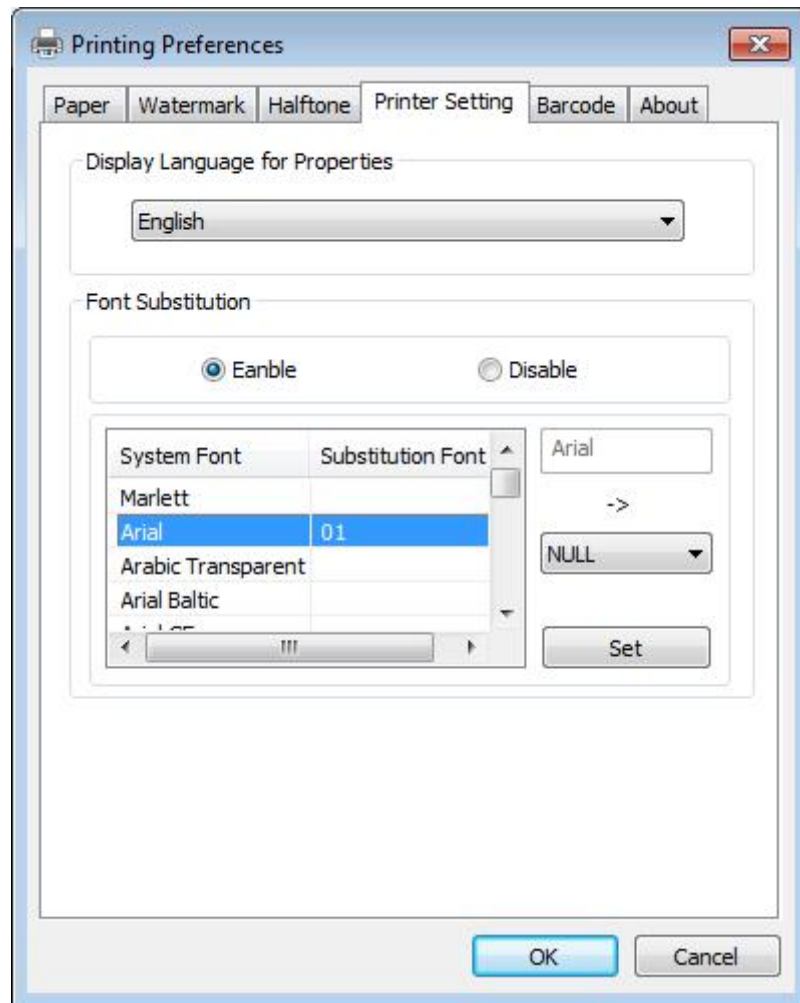 Printing Preferences
Paper Watermark Halftone Printer Setting Barcode About
Display Language for Properties
English
Font Substitution
Eanble Disable
System Font Substitution Font
Marlett
Arial 01
Arabic Transparent
Arial Baltic
Arial
->
NULL
Set
OK Cancel